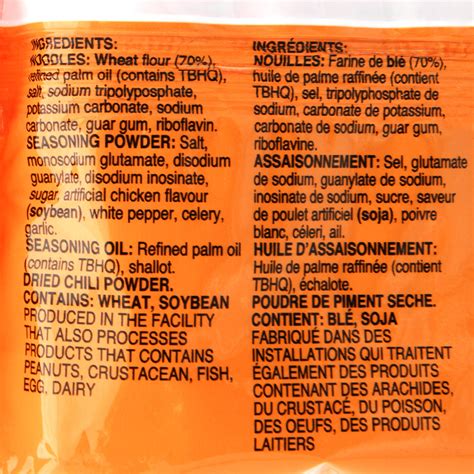 INGREDIENTS:
NOODLES: Wheat flour (70%),
refined palm oil (contains TBHQ),
salt, sodium tripolyphosphate,
potassium carbonate, sodium
carbonate, guar gum, riboflavin.
SEASONING POWDER: Salt,
monosodium glutamate, disodium
guanylate, disodium inosinate,
sugar, artificial chicken flavour
(soybean), white pepper, celery,
garlic.
SEASONING OIL: Refined palm oil
(contains TBHQ), shallot.
DRIED CHILI POWDER.
CONTAINS: WHEAT, SOYBEAN
PRODUCED IN THE FACILITY
THAT ALSO PROCESSES
PRODUCTS THAT CONTAINS
PEANUTS, CRUSTACEAN, FISH,
EGG, DAIRY
INGRÉDIENTS:
NOUILLES: Farine de blé (70%),
huile de palme raffinée (contient
TBHQ), sel, tripolyphosphate de
sodium, carbonate de potassium,
carbonate de sodium, guar gum,
riboflavine.
ASSAISONNEMENT: Sel, glutamate
de sodium, guanylate de sodium,
inosinate de sodium, sucre, saveur
de poulet artificiel (soja), poivre
blanc, céleri, ail.
HUILE D'ASSAISONNEMENT:
Huile de palme raffinée (contient
TBHQ), échalote.
POUDRE DE PIMENT SECHE.
CONTIENT: BLÉ, SOJA
FABRIQUÉ DANS DES
INSTALLATIONS QUI TRAITENT
ÉGALEMENT DES PRODUITS
CONTENANT DES ARACHIDES,
DU CRUSTACÉ, DU POISSON,
DES OEUFS, DES PRODUITS
LAITIERS